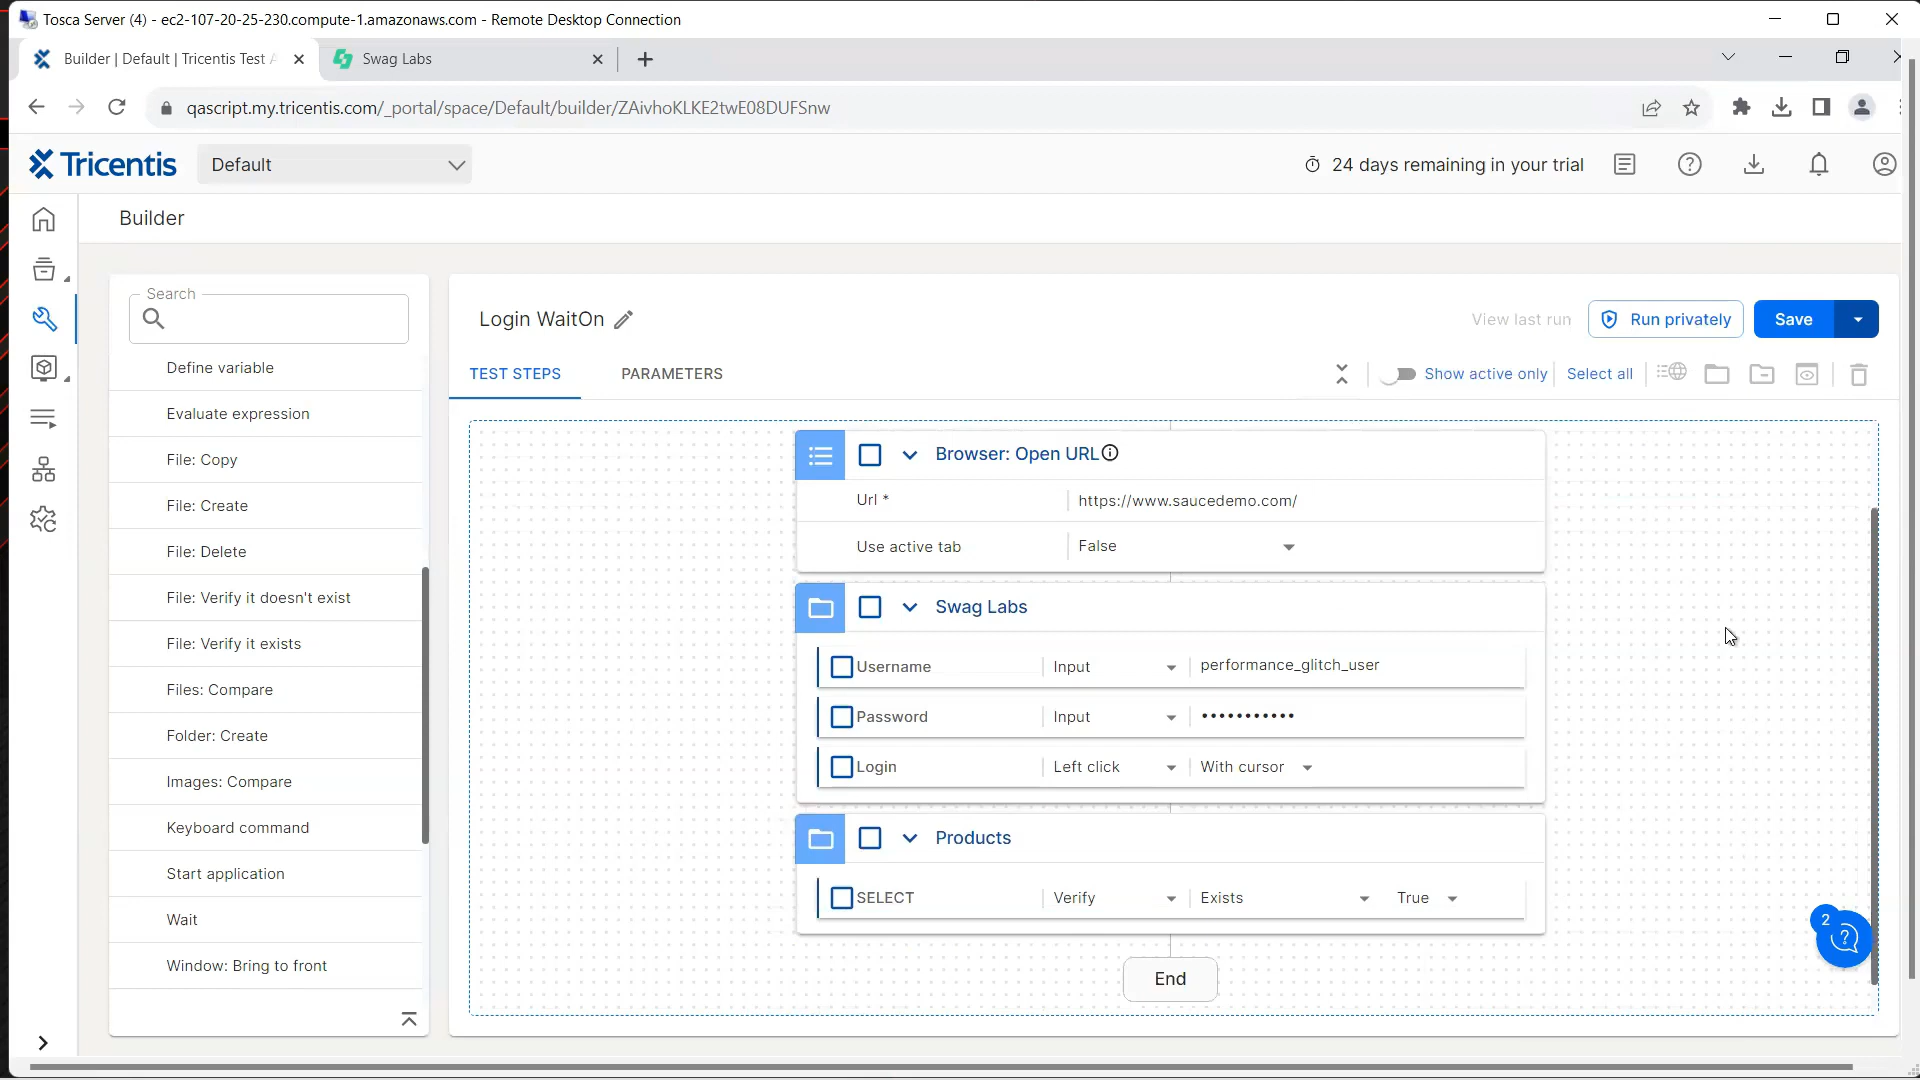 Tosca Server (4) - ec2-107-20-25-230.compute-1.amazonaws.com - Remote Desktop Connection
Builder | Default | Tricentis Test
Swag Labs
qascript.my.tricentis.com/_portal/space/Default/builder/ZAivhoKLKE2twE08DUFSnw
Tricentis
Default
24 days remaining in your trial
Builder
Search
Define variable
Evaluate expression
File: Copy
File: Create
File: Delete
File: Verify it doesn't exist
File: Verify it exists
Files: Compare
Folder: Create
Images: Compare
Keyboard command
Start application
Wait
Window: Bring to front
Login WaitOn
View last run
Run privately
Save
TEST STEPS
PARAMETERS
Show active only
Select all
Browser: Open URL
Url *
https://www.saucedemo.com/
Use active tab
False
Swag Labs
Username
Input
performance_glitch_user
Password
Input
•••••••••••
Login
Left click
With cursor
Products
SELECT
Verify
Exists
True
End
2